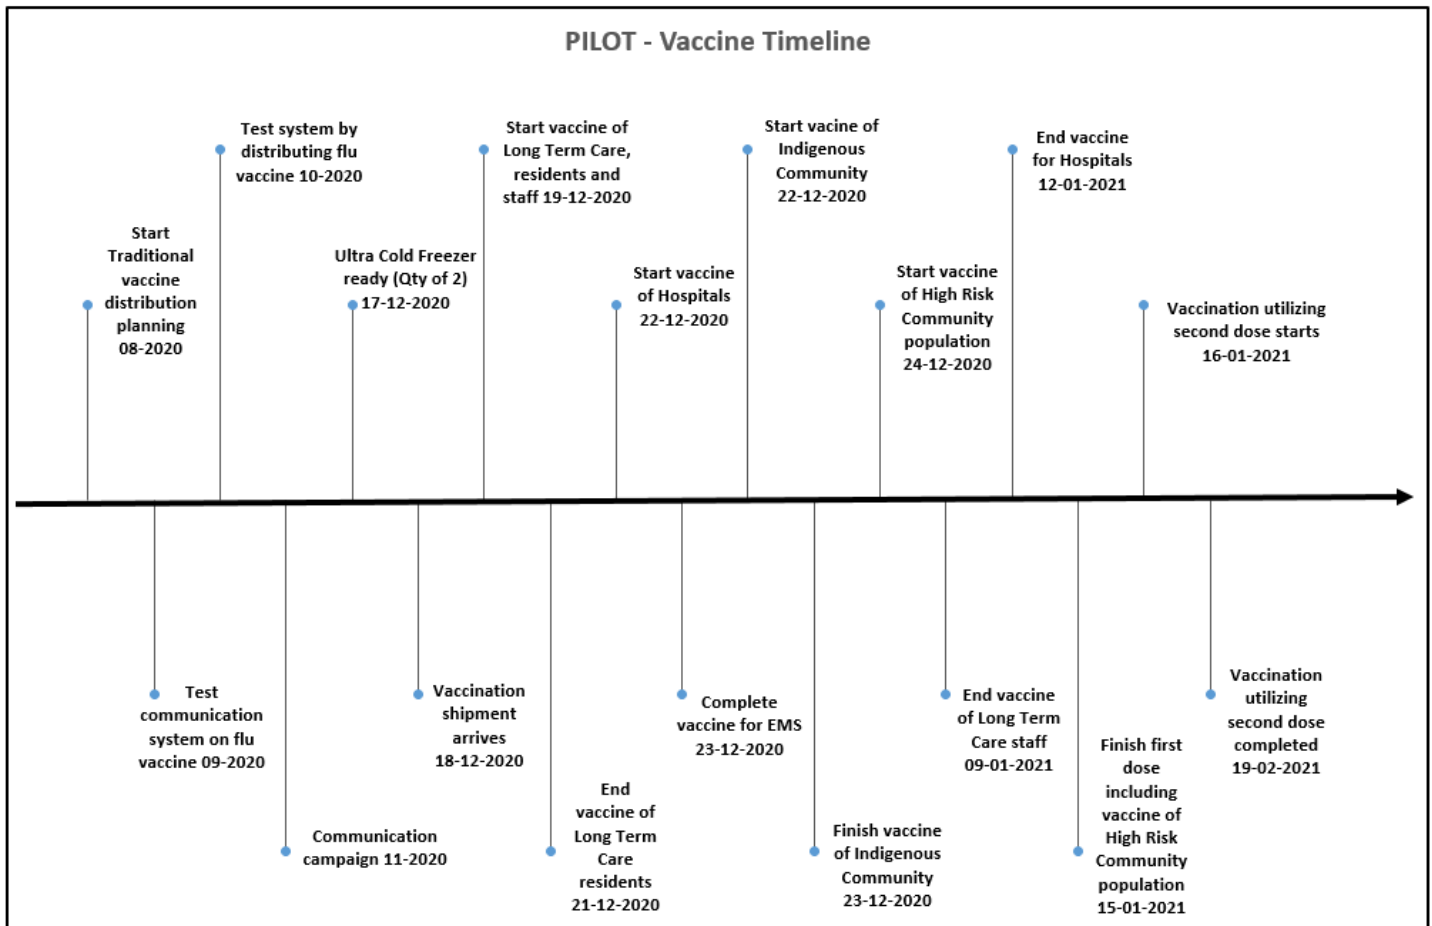 PILOT - Vaccine Timeline
Start
Traditional
vaccine
distribution
planning
08-2020
Test system by
distributing flu
vaccine 10-2020
Ultra Cold Freezer
ready (Qty of 2)
17-12-2020
Start vaccine of
Long Term Care,
residents and
staff 19-12-2020
Start vaccine
of Hospitals
22-12-2020
Start vacine of
Indigenous
Community
22-12-2020
Start vaccine
of High Risk
Community
population
24-12-2020
End vaccine
for Hospitals
12-01-2021
Vaccination utilizing
second dose starts
16-01-2021
Test
communication
system on flu
vaccine 09-2020
Communication
campaign 11-2020
Vaccination
shipment
arrives
18-12-2020
End
vaccine of
Long Term
Care
residents
21-12-2020
Complete
vaccine for EMS
23-12-2020
Finish vaccine
of Indigenous
Community
23-12-2020
End vaccine
of Long Term
Care staff
09-01-2021
Finish first
dose
including
vaccine of
High Risk
Community
population
15-01-2021
Vaccination
utilizing
second dose
completed
19-02-2021